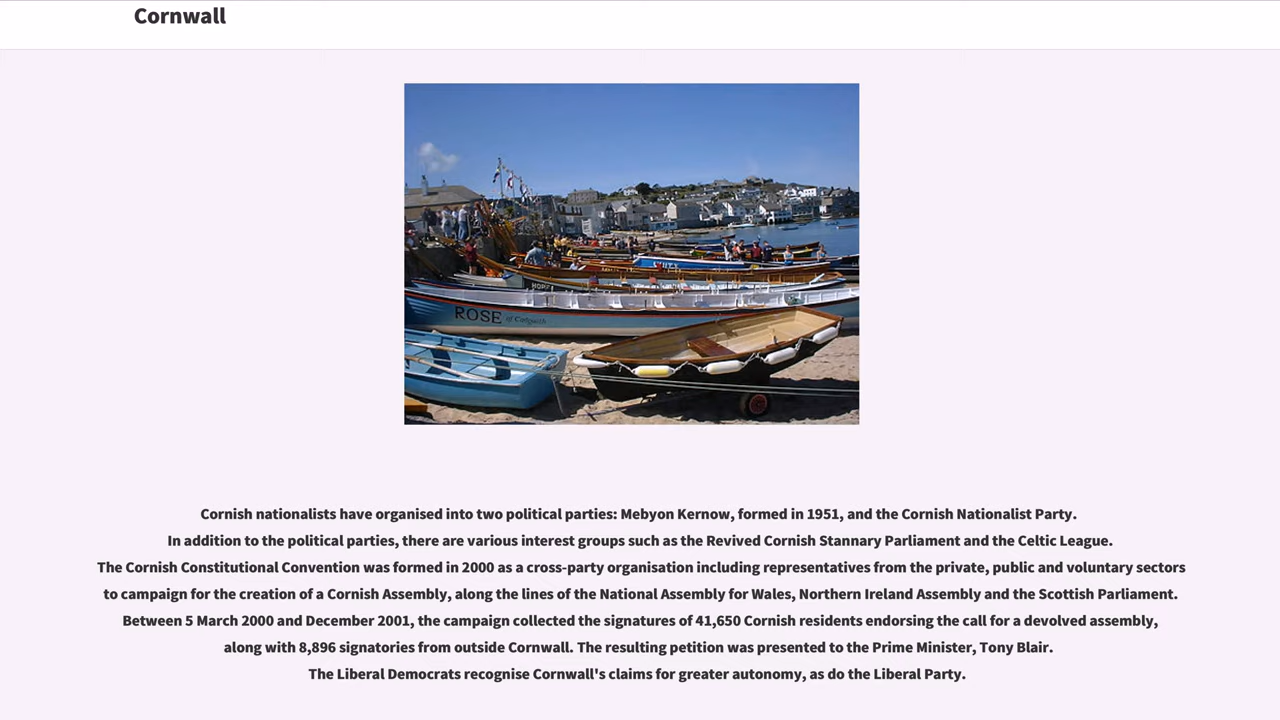 Cornwall
HOPE
ROSE of Cadgwith
Cornish nationalists have organised into two political parties: Mebyon Kernow, formed in 1951, and the Cornish Nationalist Party.
In addition to the political parties, there are various interest groups such as the Revived Cornish Stannary Parliament and the Celtic League.
The Cornish Constitutional Convention was formed in 2000 as a cross-party organisation including representatives from the private, public and voluntary sectors
to campaign for the creation of a Cornish Assembly, along the lines of the National Assembly for Wales, Northern Ireland Assembly and the Scottish Parliament.
Between 5 March 2000 and December 2001, the campaign collected the signatures of 41,650 Cornish residents endorsing the call for a devolved assembly,
along with 8,896 signatories from outside Cornwall. The resulting petition was presented to the Prime Minister, Tony Blair.
The Liberal Democrats recognise Cornwall's claims for greater autonomy, as do the Liberal Party.